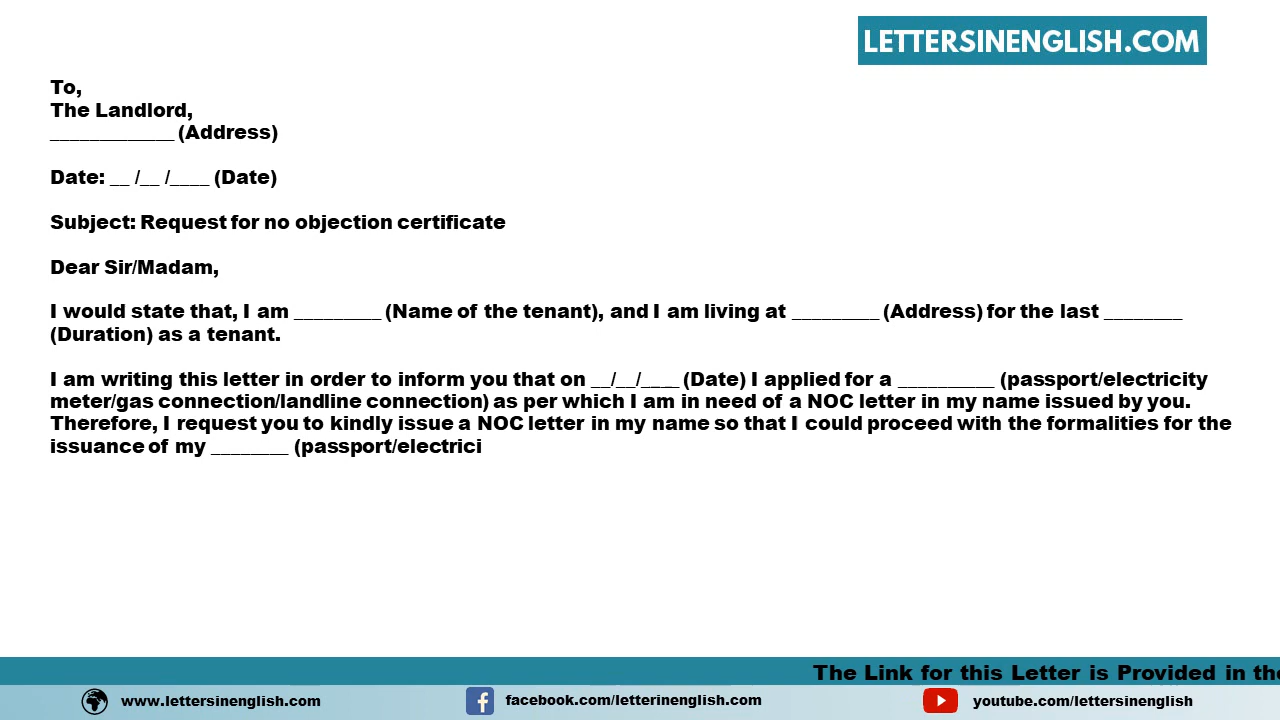 LETTERSINENGLISH.COM
To,
The Landlord,
_____________ (Address)
Date: __ /__ /____ (Date)
Subject: Request for no objection certificate
Dear Sir/Madam,
I would state that, I am _________ (Name of the tenant), and I am living at _________ (Address) for the last ________
(Duration) as a tenant.
I am writing this letter in order to inform you that on __/__/____ (Date) I applied for a __________ (passport/electricity
meter/gas connection/landline connection) as per which I am in need of a NOC letter in my name issued by you.
Therefore, I request you to kindly issue a NOC letter in my name so that I could proceed with the formalities for the
issuance of my ________ (passport/electrici
The Link for this Letter is Provided in the
www.lettersinenglish.com
facebook.com/letterinenglish.com
youtube.com/lettersinenglish